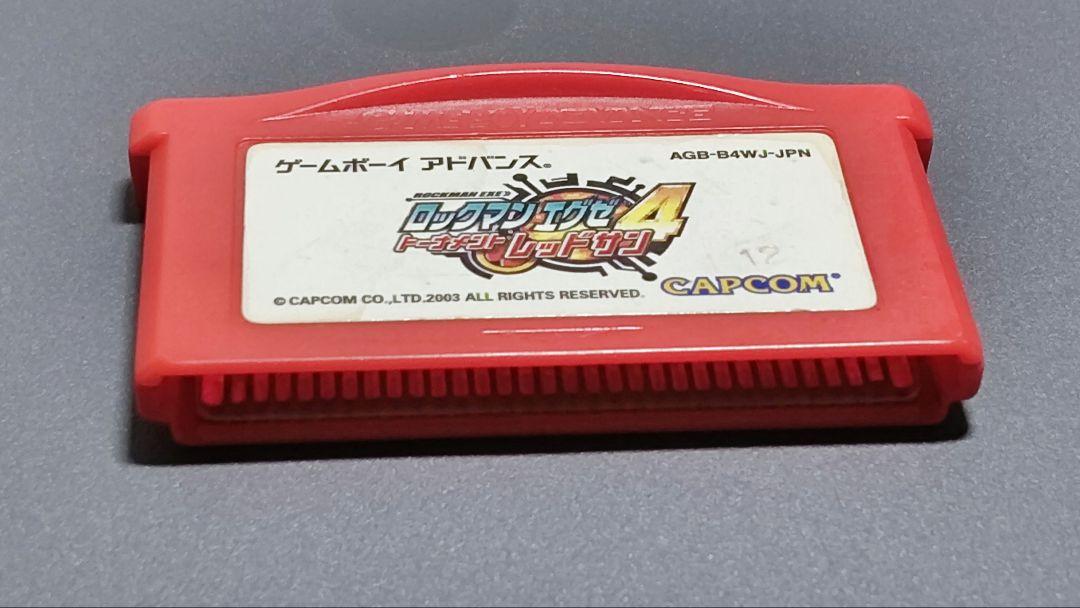 ゲームボーイ アドバンス®
AGB-B4WJ-JPN
ROCKMAN EXE
ロックマン エグゼ 4
トーナメント レッドサン
12
© CAPCOM CO.,LTD.2003 ALL RIGHTS RESERVED.
CAPCOM®